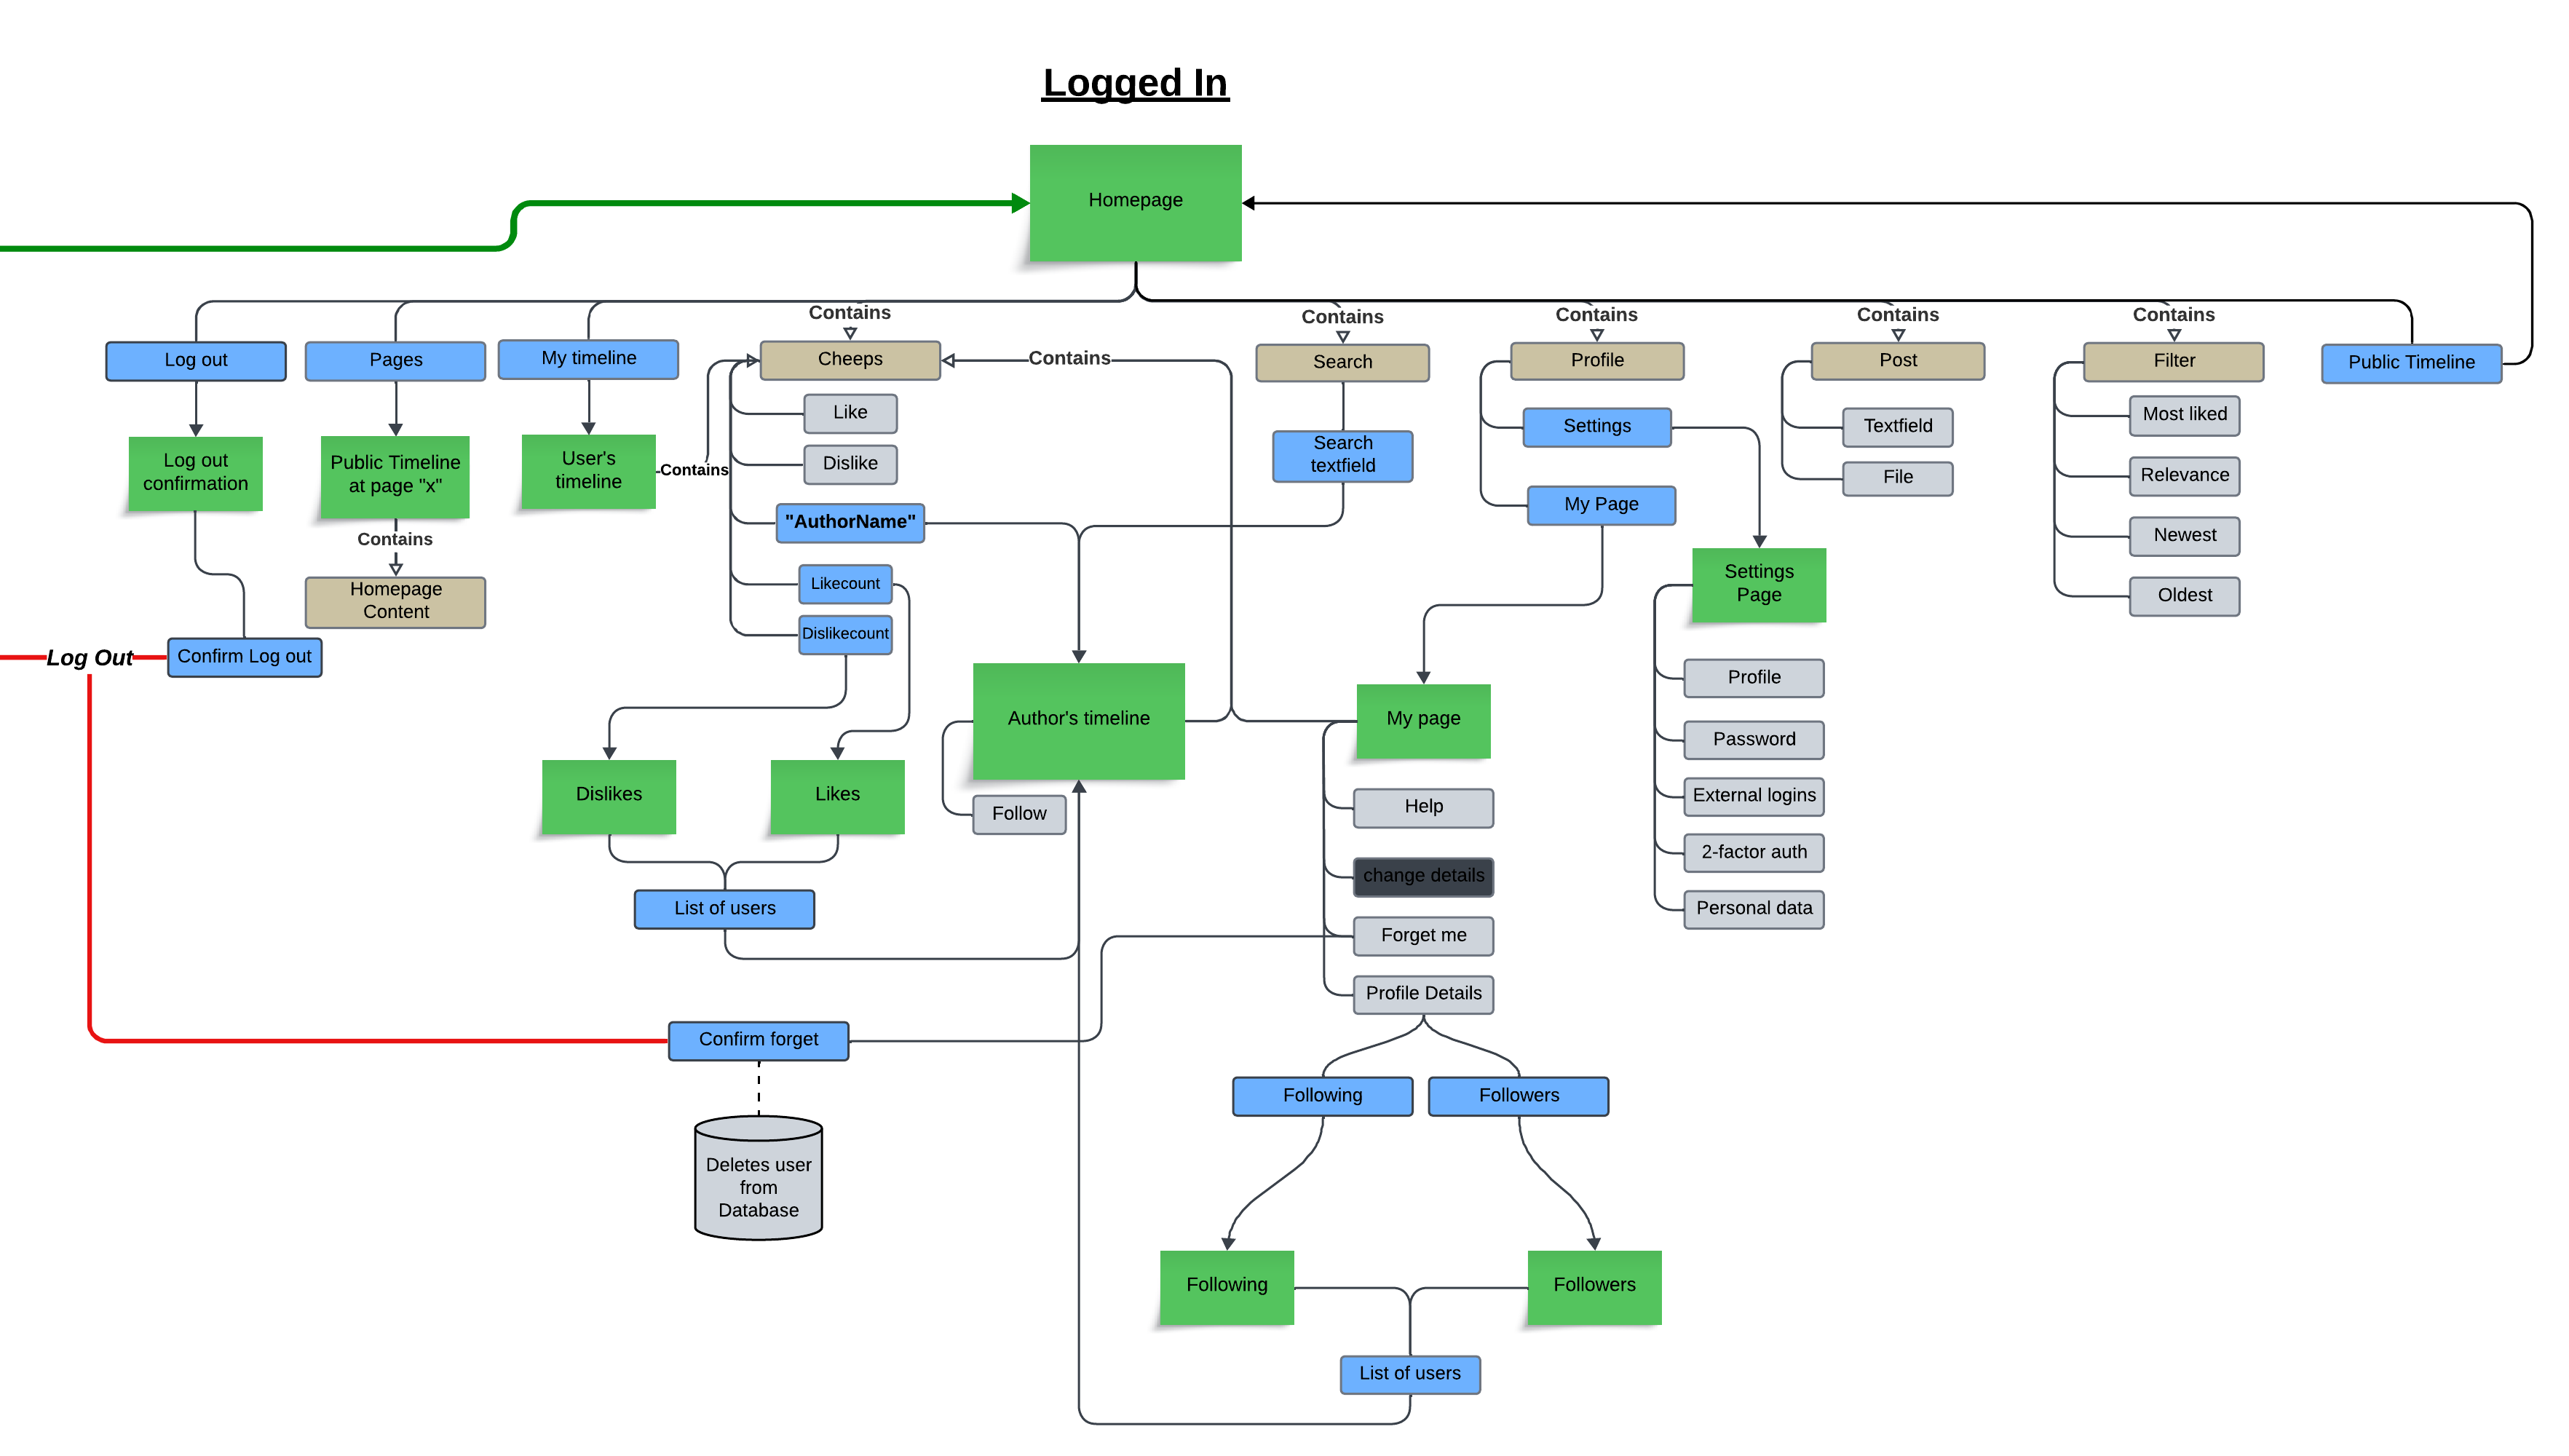 Logged In
Homepage
Contains
Contains
Contains
Contains
Contains
Log out
Pages
My timeline
Cheeps
Contains
Search
Profile
Post
Filter
Public Timeline
Like
Most liked
Settings
Textfield
Search
textfield
Log out
confirmation
Public Timeline
at page "x"
User's
timeline
Contains
Dislike
File
Relevance
My Page
"AuthorName"
Newest
Contains
Homepage
Content
Likecount
Settings
Page
Oldest
Dislikecount
Log Out
Confirm Log out
Profile
Author's timeline
My page
Password
Dislikes
Likes
External logins
Follow
Help
2-factor auth
change details
List of users
Personal data
Forget me
Profile Details
Confirm forget
Following
Followers
Deletes user
from
Database
Following
Followers
List of users